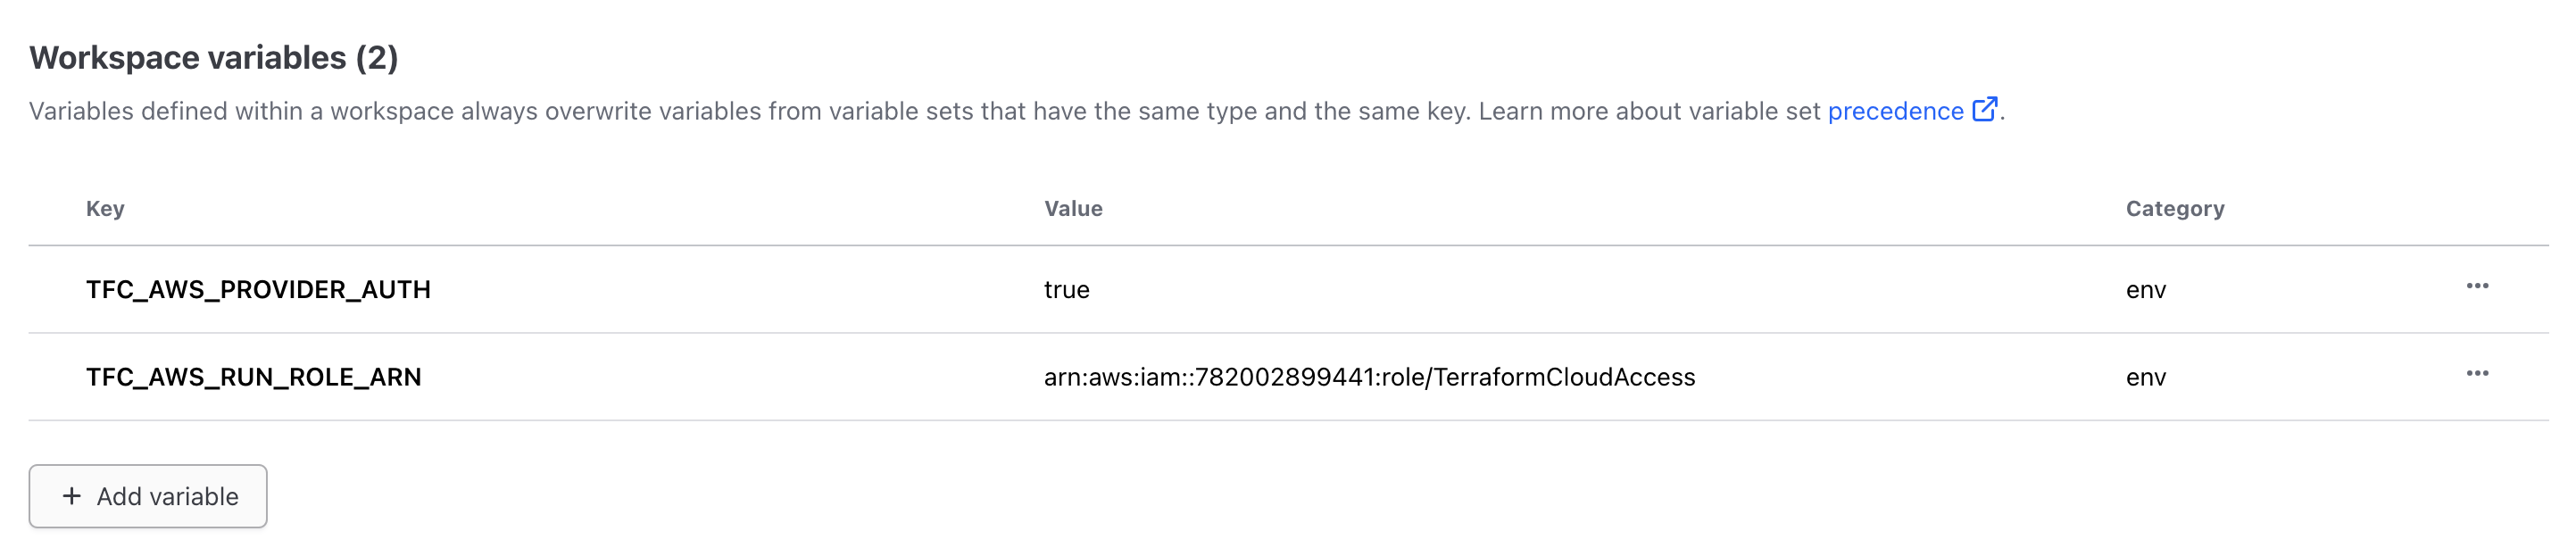 Workspace variables (2)
Variables defined within a workspace always overwrite variables from variable sets that have the same type and the same key. Learn more about variable set precedence.
Key Value Category
TFC_AWS_PROVIDER_AUTH true env
TFC_AWS_RUN_ROLE_ARN arn:aws:iam::782002899441:role/TerraformCloudAccess env
+ Add variable